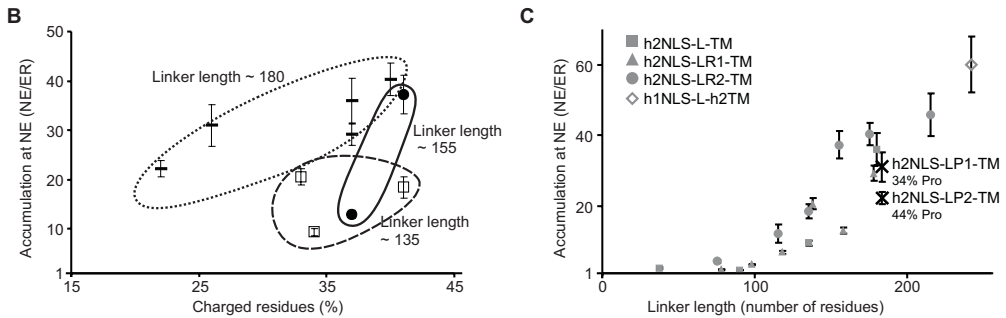 B
Accumulation at NE (NE/ER)
50
40
30
20
10
1
15
25
35
45
Charged residues (%)
Linker length ~ 180
Linker length
~ 155
Linker length
~ 135
C
Accumulation at NE (NE/ER)
60
40
20
1
0
100
200
Linker length (number of residues)
h2NLS-L-TM
h2NLS-LR1-TM
h2NLS-LR2-TM
h1NLS-L-h2TM
h2NLS-LP1-TM
34% Pro
h2NLS-LP2-TM
44% Pro